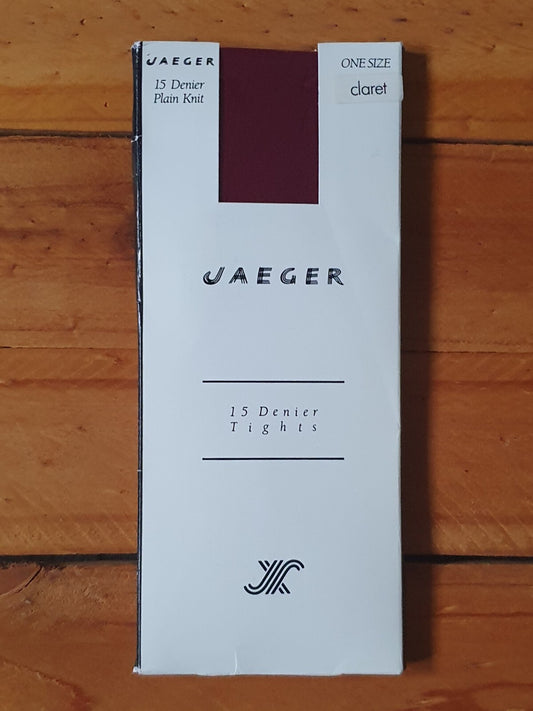 JAEGER
15 Denier
Plain Knit
ONE SIZE
claret
JAEGER
15 Denier
Tights